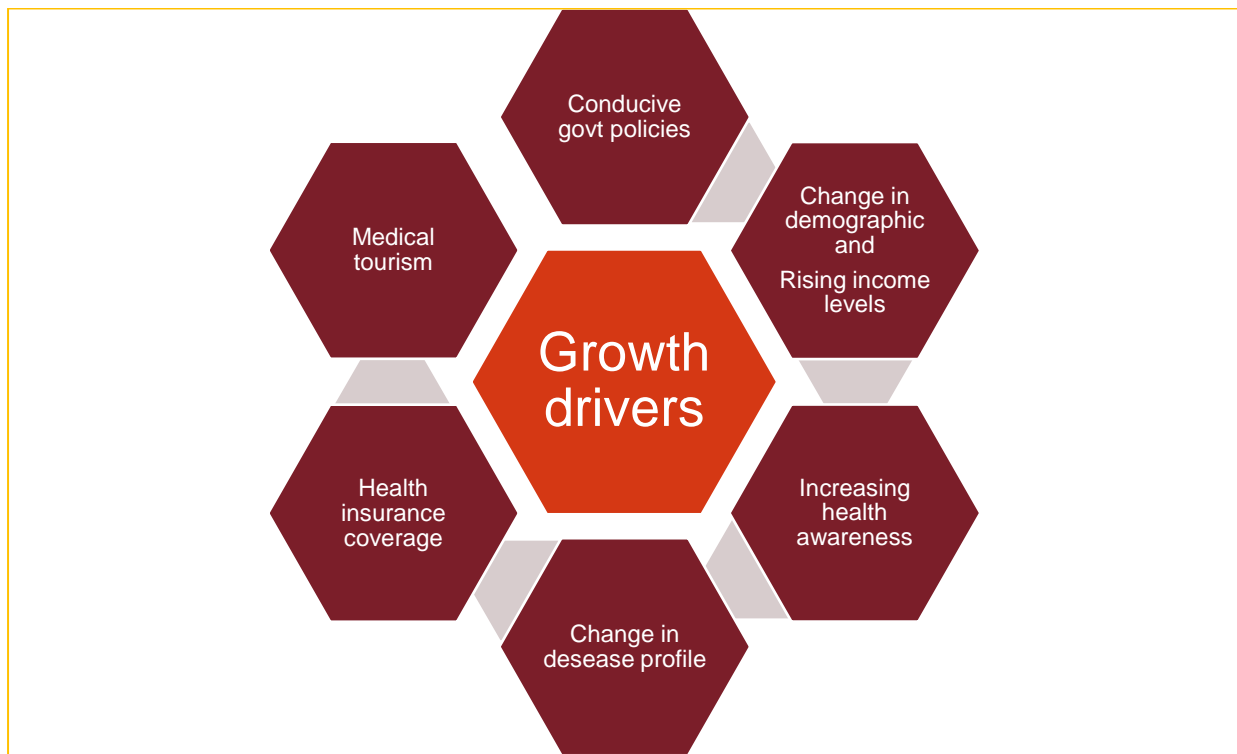 Conducive
govt policies
Change in
demographic
and
Rising income
levels
Medical
tourism
Growth
drivers
Health
insurance
coverage
Increasing
health
awareness
Change in
desease profile